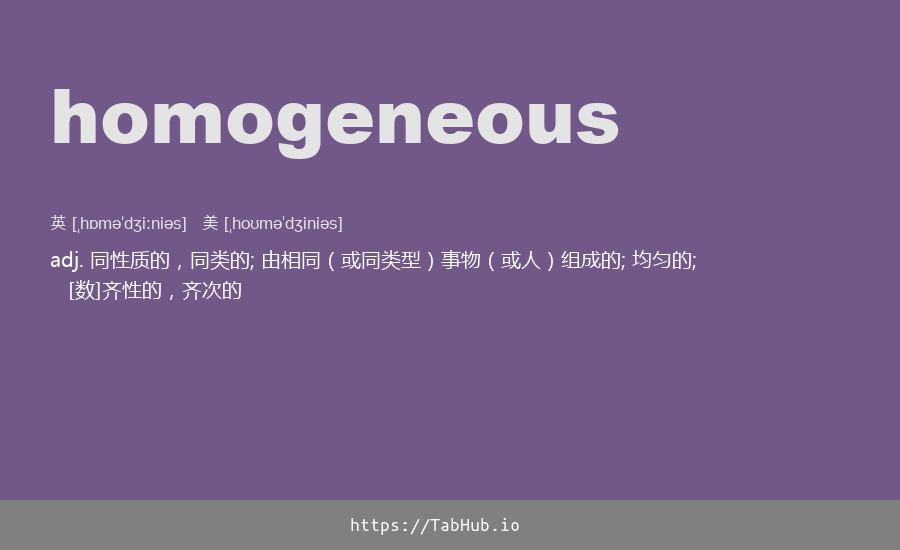 homogeneous
英 [ˌhɒməˈdʒi:niəs] 美 [ˌhoʊməˈdʒiniəs]
adj. 同性质的，同类的; 由相同（或同类型）事物（或人）组成的; 均匀的;
[数]齐性的，齐次的
https://TabHub.io